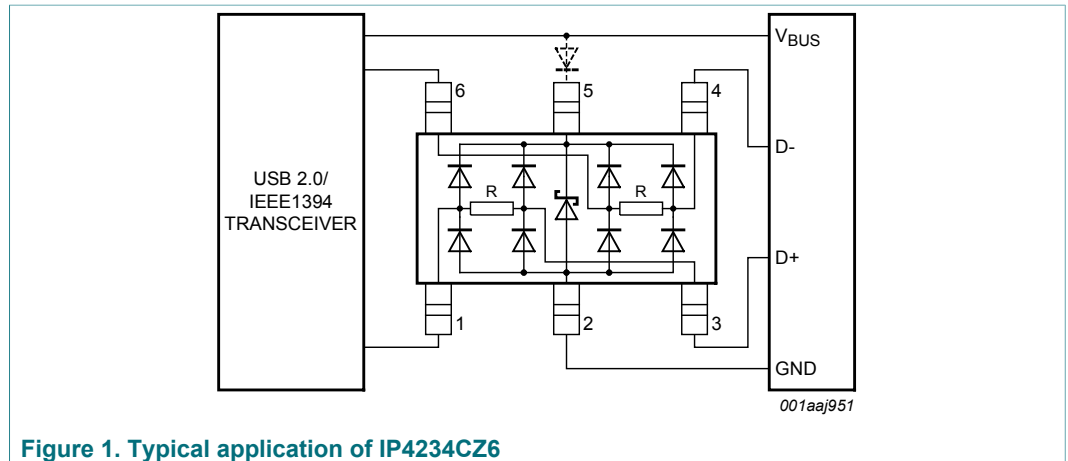 V_BUS
6
5
4
D-
USB 2.0/
IEEE1394
TRANSCEIVER
R
R
D+
1
2
3
GND
001aaj951
Figure 1. Typical application of IP4234CZ6